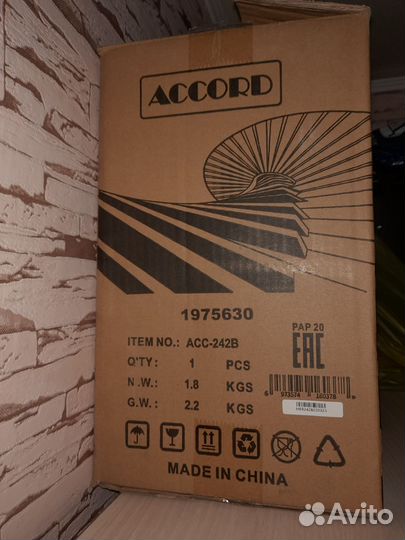 ACCORD
1975630
ITEM NO.: ACC-242B
Q'TY: 1 PCS
N.W.: 1.8 KGS
G.W.: 2.2 KGS
PAP 20
EAC
MADE IN CHINA
Avito